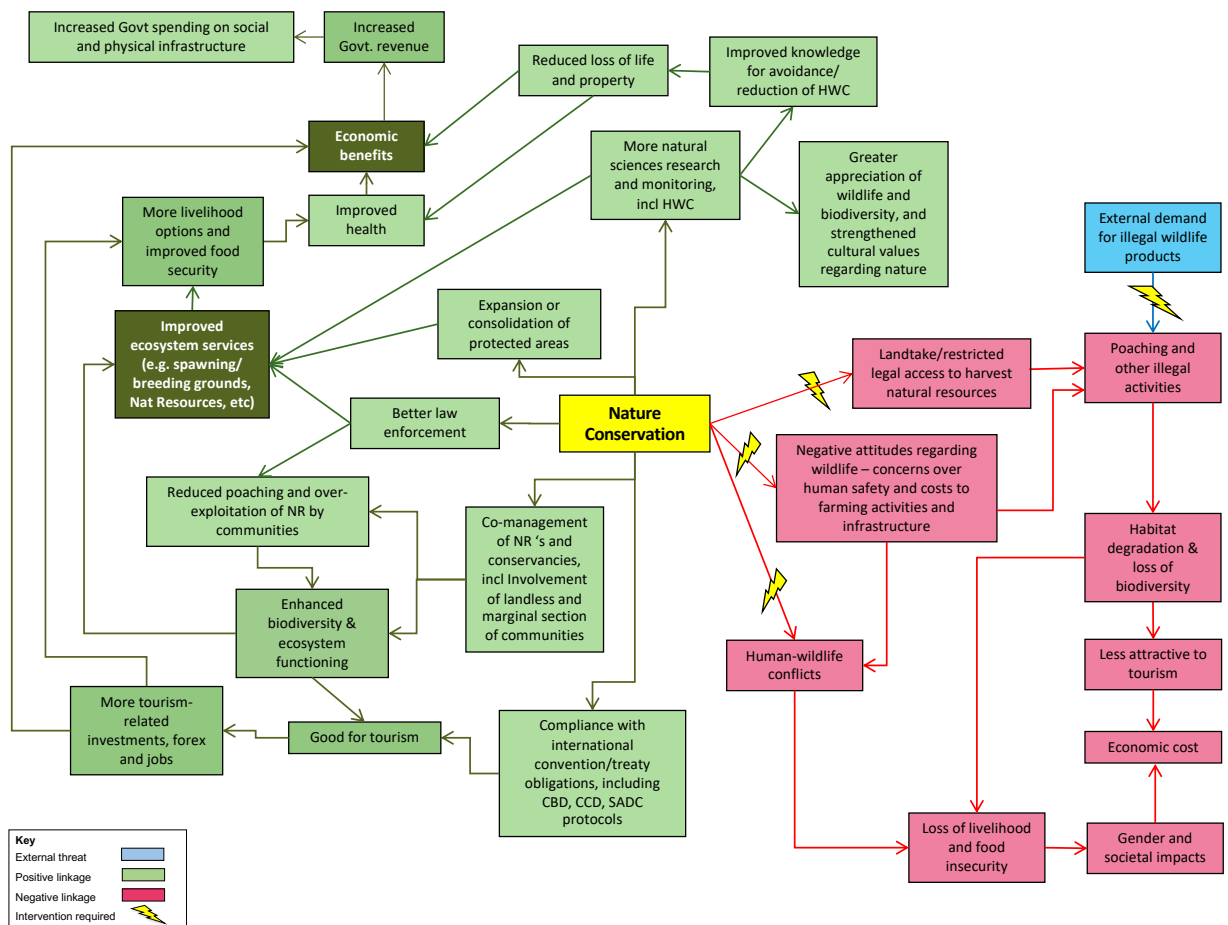 Increased Govt spending on social
and physical infrastructure
Increased
Govt. revenue
Reduced loss of life
and property
Improved knowledge
for avoidance/
reduction of HWC
Economic
benefits
More natural
sciences research
and monitoring,
incl HWC
Greater
appreciation of
wildlife and
biodiversity, and
strengthened
cultural values
regarding nature
More livelihood
options and
improved food
security
Improved
health
External demand
for illegal wildlife
products
Improved
ecosystem services
(e.g. spawning/
breeding grounds,
Nat Resources, etc)
Expansion or
consolidation of
protected areas
Landtake/restricted
legal access to harvest
natural resources
Poaching and
other illegal
activities
Better law
enforcement
Nature
Conservation
Negative attitudes regarding
wildlife – concerns over
human safety and costs to
farming activities and
infrastructure
Reduced poaching and over-
exploitation of NR by
communities
Co-management
of NR ‘s and
conservancies,
incl Involvement
of landless and
marginal section
of communities
Habitat
degradation &
loss of
biodiversity
Enhanced
biodiversity &
ecosystem
functioning
Human-wildlife
conflicts
Less attractive to
tourism
More tourism-
related
investments, forex
and jobs
Good for tourism
Compliance with
international
convention/treaty
obligations, including
CBD, CCD, SADC
protocols
Economic cost
Loss of livelihood
and food
insecurity
Gender and
societal impacts
Key
External threat
Positive linkage
Negative linkage
Intervention required